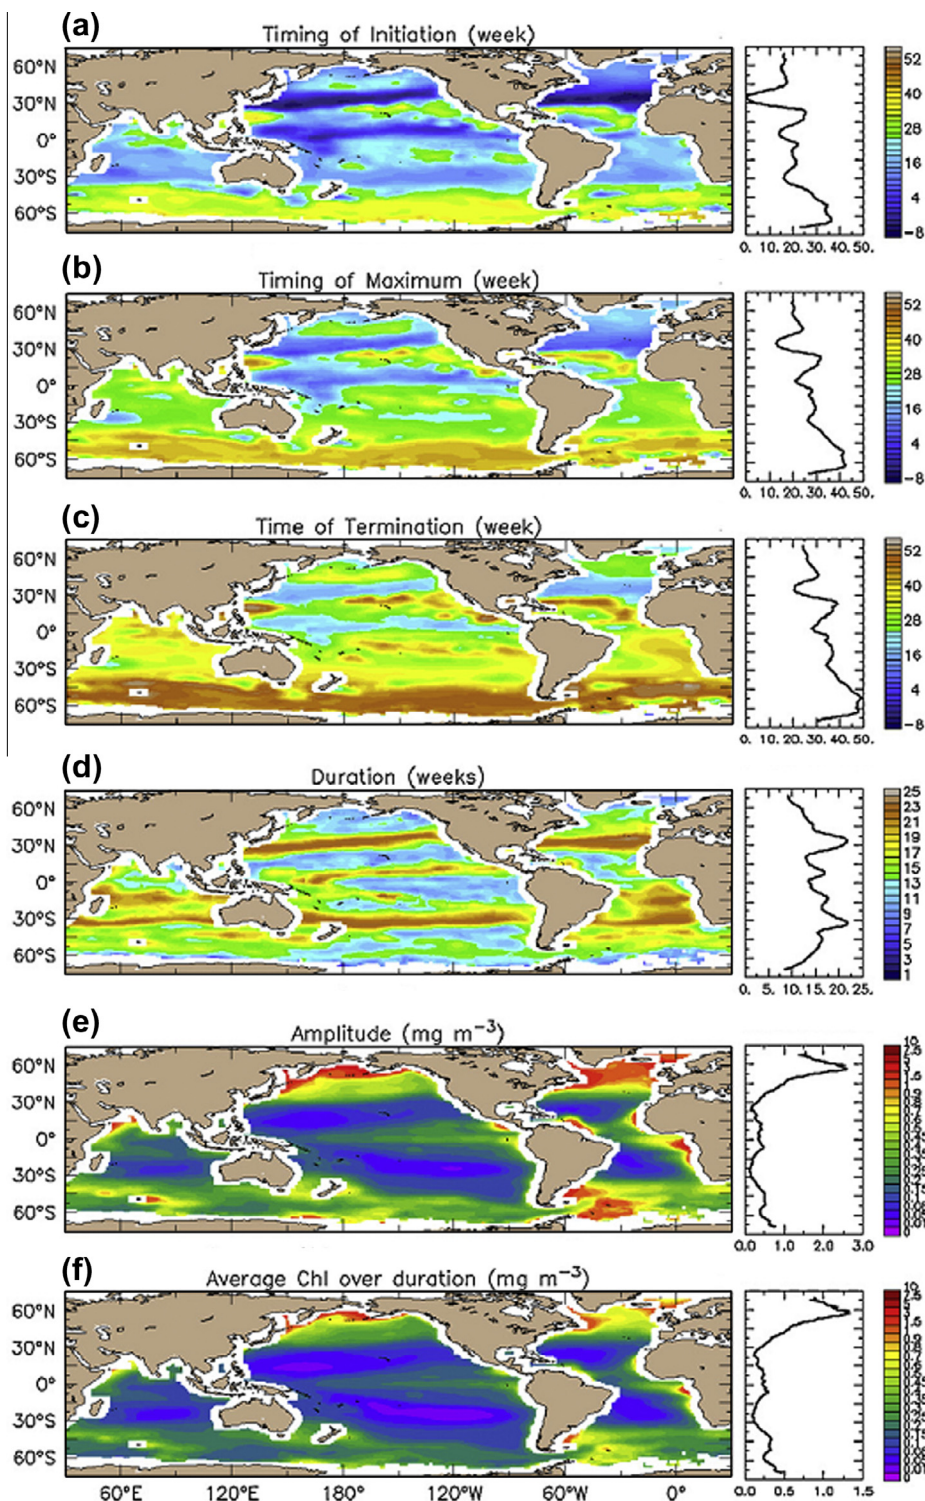 (a)
Timing of Initiation (week)
60°N
30°N
0°
30°S
60°S
0. 10. 20. 30. 40. 50.
52
40
28
16
4
-8
(b)
Timing of Maximum (week)
60°N
30°N
0°
30°S
60°S
0. 10. 20. 30. 40. 50.
52
40
28
16
4
-8
(c)
Time of Termination (week)
60°N
30°N
0°
30°S
60°S
0. 10. 20. 30. 40. 50.
52
40
28
16
4
-8
(d)
Duration (weeks)
60°N
30°N
0°
30°S
60°S
0. 5. 10. 15. 20. 25.
25
23
21
19
17
15
13
11
9
7
5
3
1
(e)
Amplitude (mg m⁻³)
60°N
30°N
0°
30°S
60°S
0.0 1.0 2.0 3.0
(f)
Average Chl over duration (mg m⁻³)
60°N
30°N
0°
30°S
60°S
60°E 120°E 180° 120°W 60°W 0°
0.0 0.5 1.0 1.5